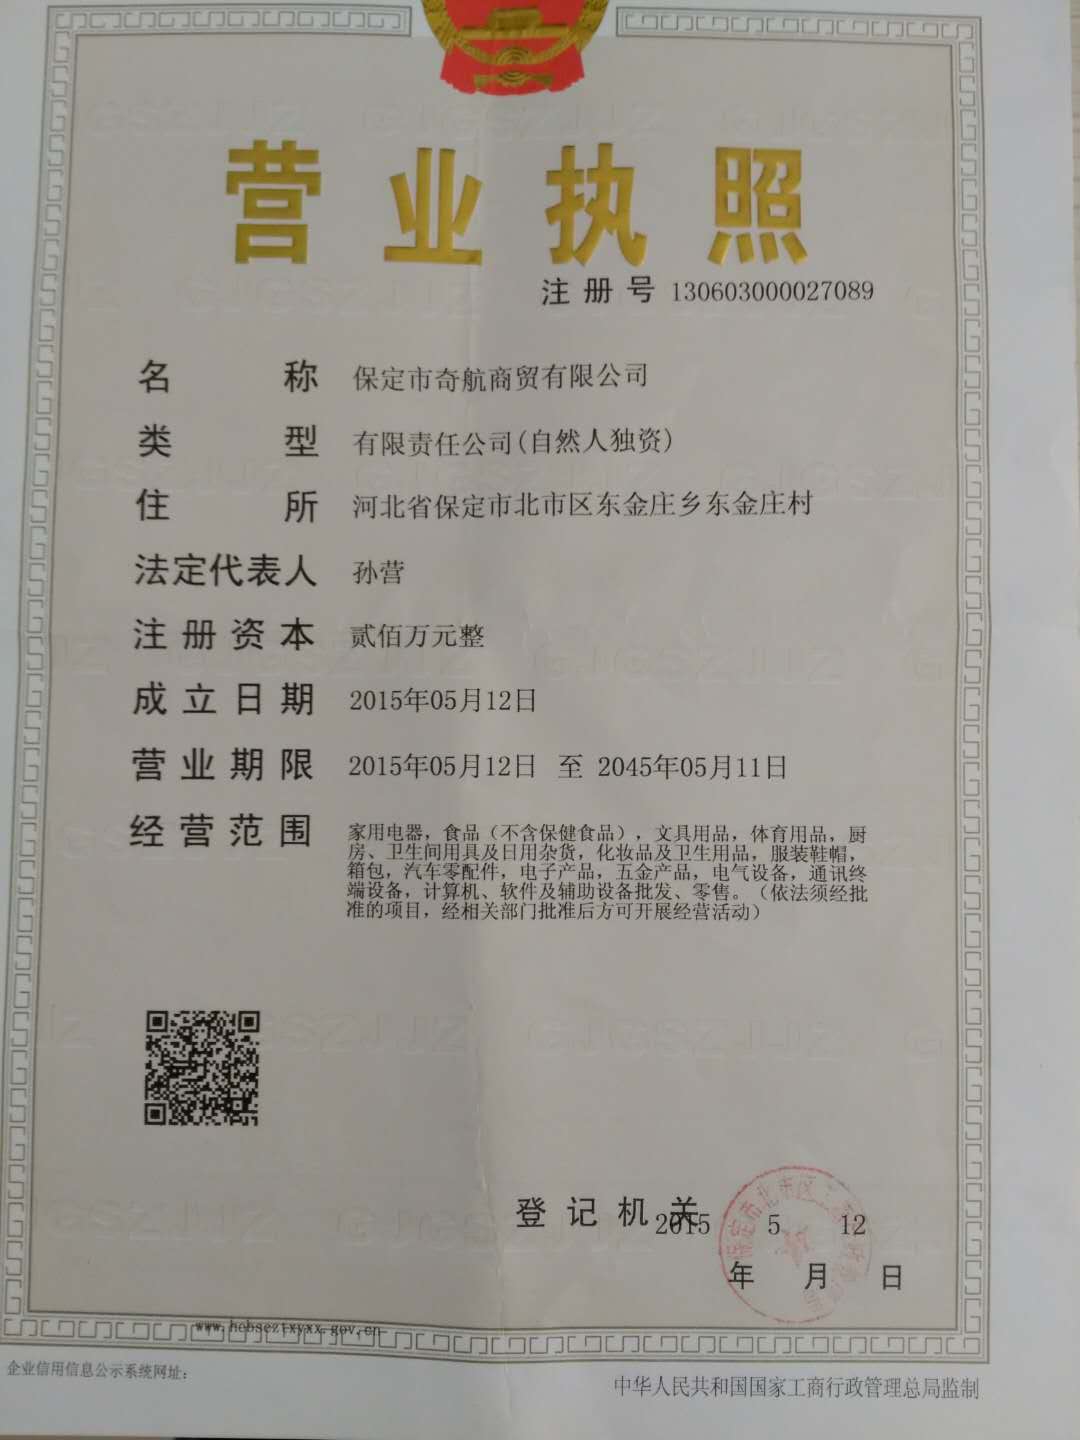 营业执照
注册号 130603000027089
名称 保定市奇航商贸有限公司
类型 有限责任公司(自然人独资)
住所 河北省保定市北市区东金庄乡东金庄村
法定代表人 孙营
注册资本 贰佰万元整
成立日期 2015年05月12日
营业期限 2015年05月12日 至 2045年05月11日
经营范围 家用电器，食品（不含保健食品），文具用品，体育用品，厨
房、卫生间用具及日用杂货，化妆品及卫生用品，服装鞋帽，
箱包，汽车零配件，电子产品，五金产品，电气设备，通讯终
端设备，计算机、软件及辅助设备批发、零售。（依法须经批
准的项目，经相关部门批准后方可开展经营活动）
登记机关
2015 5 12
年 月 日
保定市北市区工商
www.hebscztxyxx.gov.cn
企业信用信息公示系统网址：
中华人民共和国国家工商行政管理总局监制